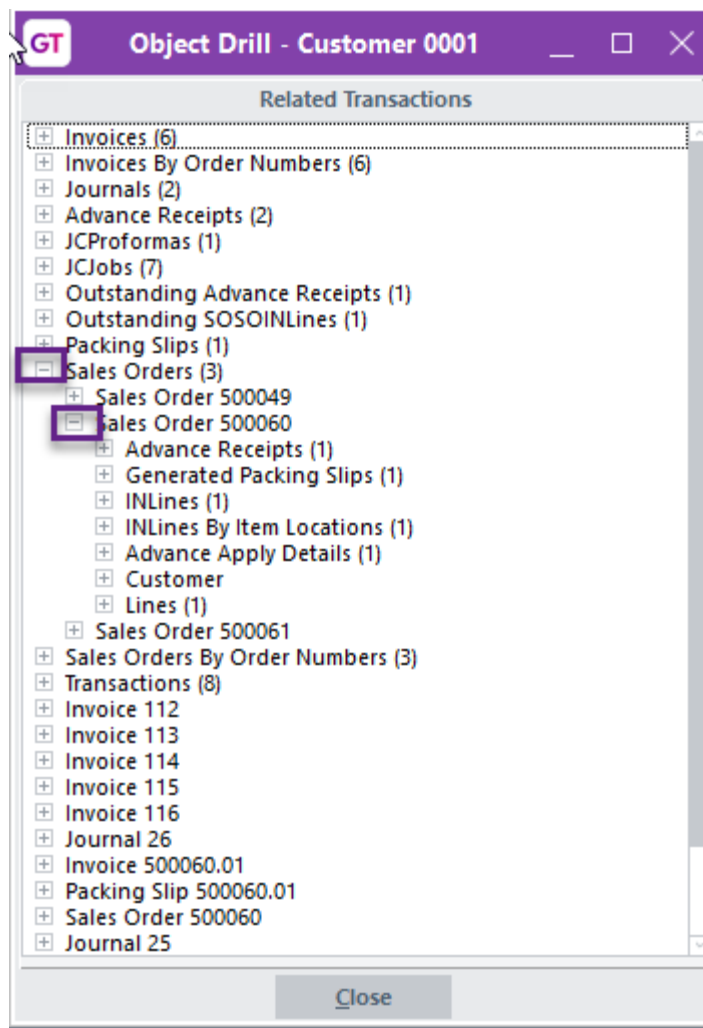 GT Object Drill - Customer 0001
Related Transactions
Invoices (6)
Invoices By Order Numbers (6)
Journals (2)
Advance Receipts (2)
JCProformas (1)
JCJobs (7)
Outstanding Advance Receipts (1)
Outstanding SOSOINLines (1)
Packing Slips (1)
Sales Orders (3)
Sales Order 500049
Sales Order 500060
Advance Receipts (1)
Generated Packing Slips (1)
INLines (1)
INLines By Item Locations (1)
Advance Apply Details (1)
Customer
Lines (1)
Sales Order 500061
Sales Orders By Order Numbers (3)
Transactions (8)
Invoice 112
Invoice 113
Invoice 114
Invoice 115
Invoice 116
Journal 26
Invoice 500060.01
Packing Slip 500060.01
Sales Order 500060
Journal 25
Close